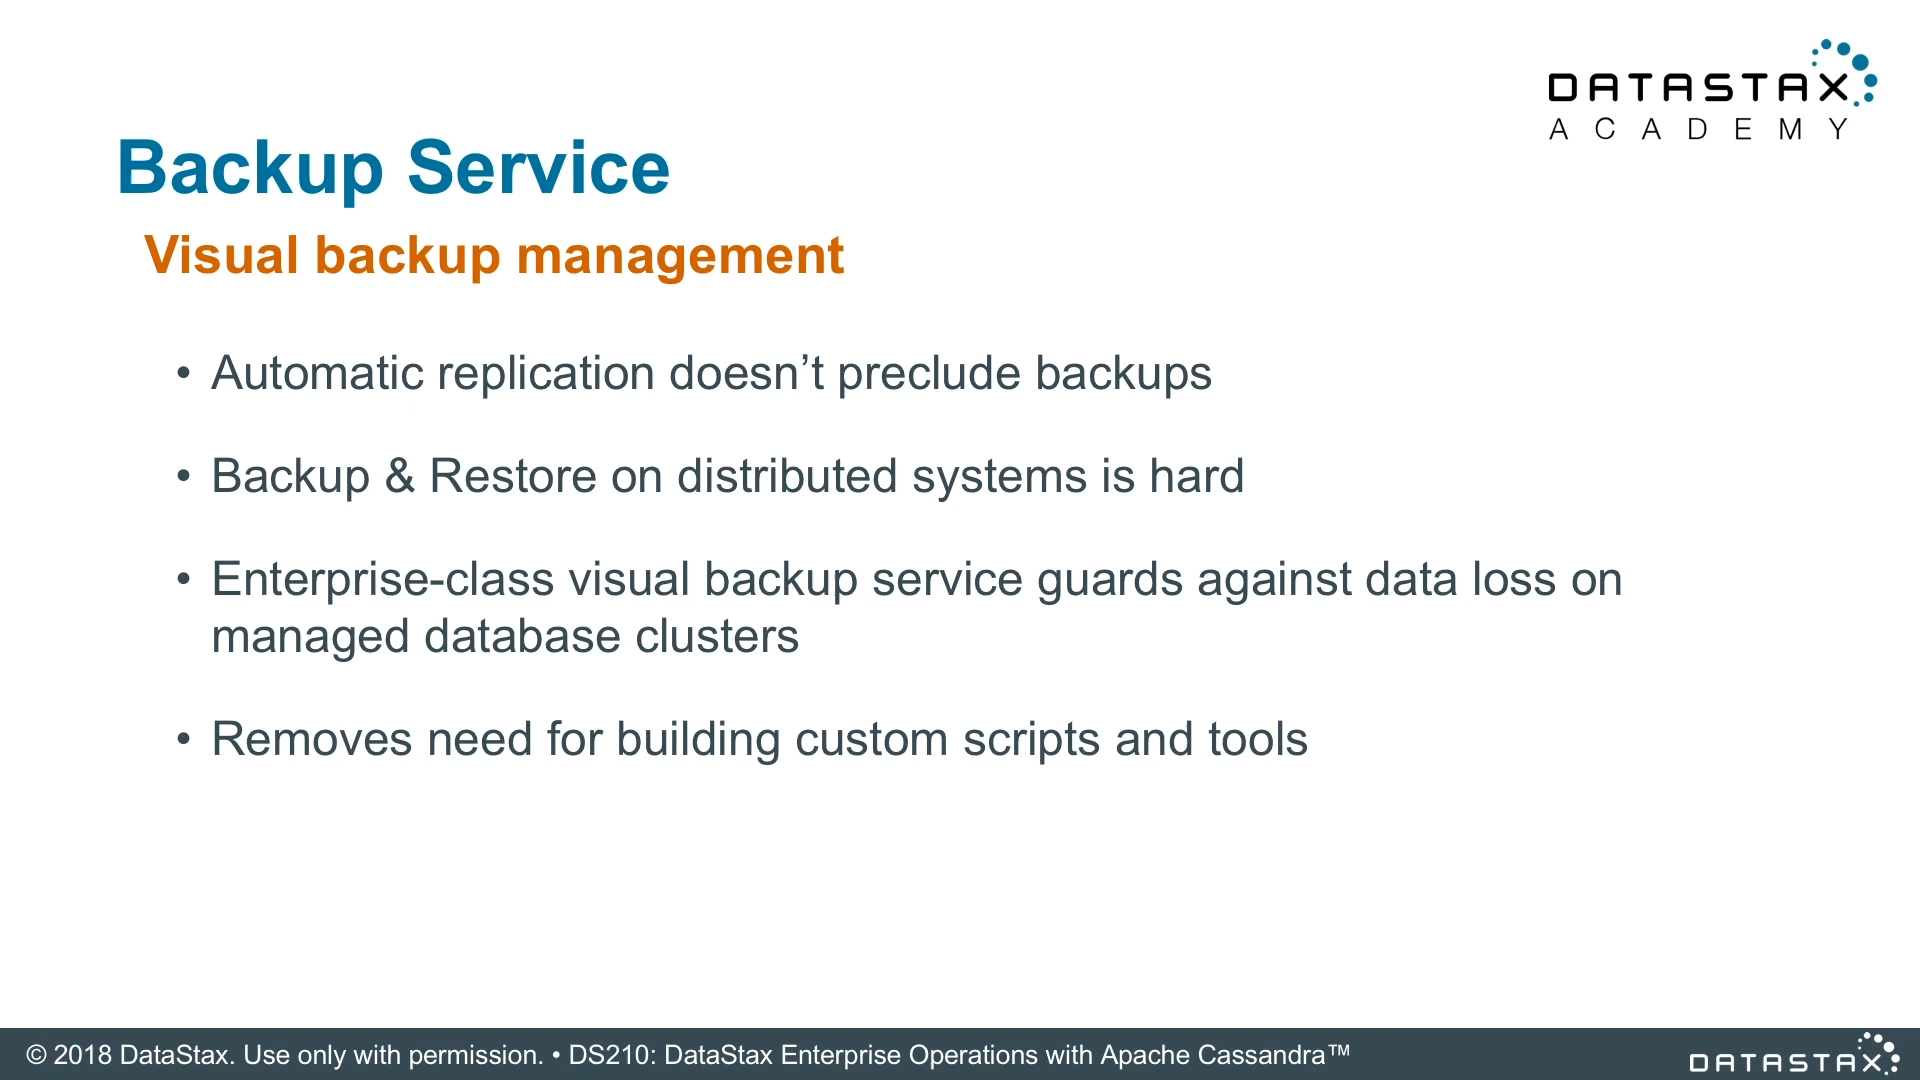 DATASTAX
ACADEMY
Backup Service
Visual backup management
• Automatic replication doesn’t preclude backups
• Backup & Restore on distributed systems is hard
• Enterprise-class visual backup service guards against data loss on
managed database clusters
• Removes need for building custom scripts and tools
© 2018 DataStax. Use only with permission. • DS210: DataStax Enterprise Operations with Apache Cassandra™
DATASTAX